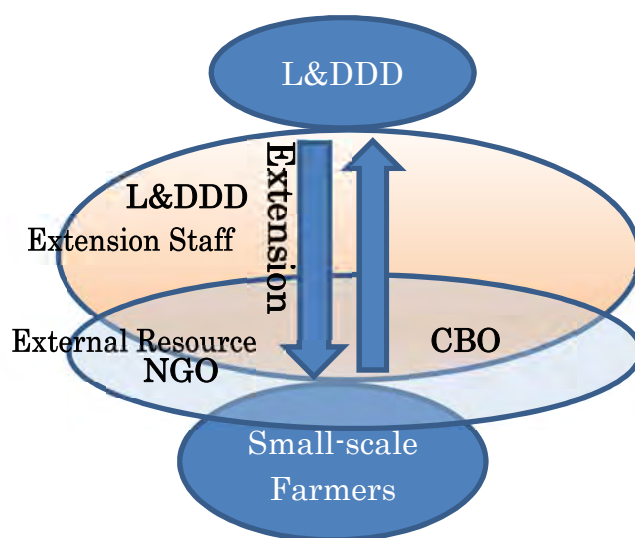 L&DDD
Extension
L&DDD
Extension Staff
External Resource
NGO
CBO
Small-scale
Farmers